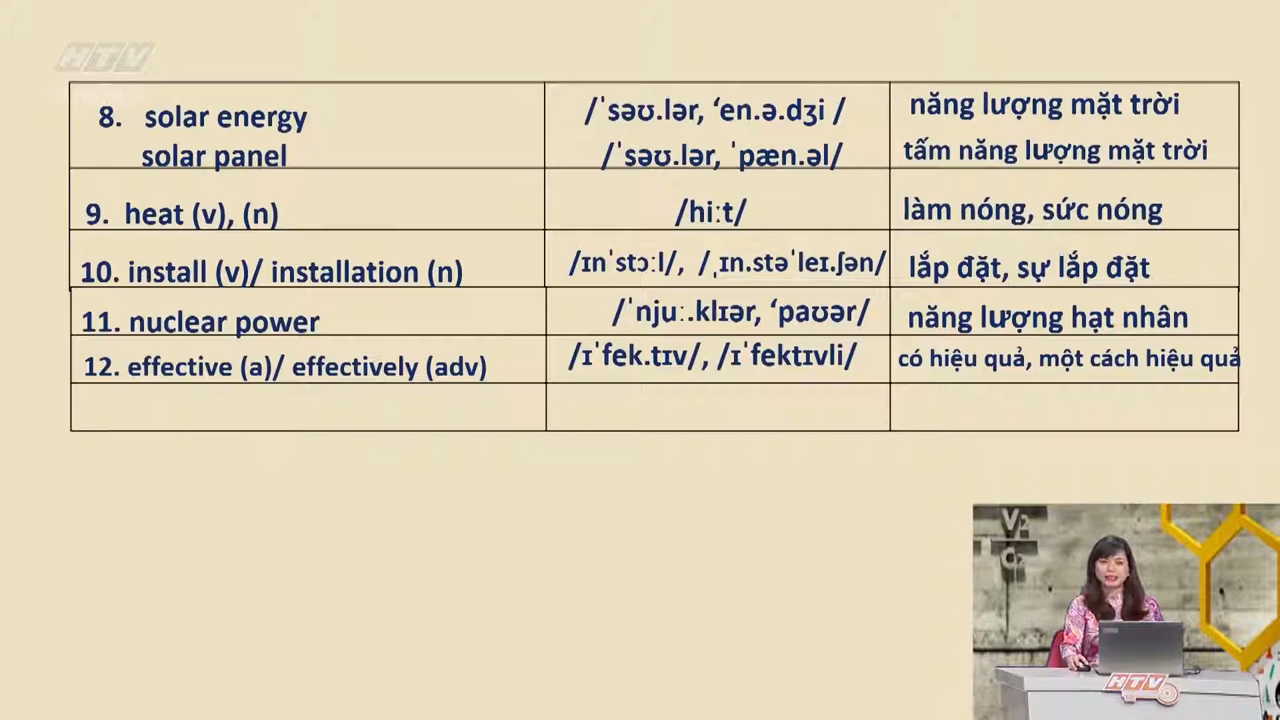 HTV
8. solar energy /ˈsəʊ.lər, ‘en.ə.dʒi / năng lượng mặt trời
solar panel /ˈsəʊ.lər, ˈpæn.əl/ tấm năng lượng mặt trời
9. heat (v), (n) /hiːt/ làm nóng, sức nóng
10. install (v)/ installation (n) /ɪnˈstɔːl/, /ˌɪn.stəˈleɪ.ʃən/ lắp đặt, sự lắp đặt
11. nuclear power /ˈnjuː.klɪər, ‘paʊər/ năng lượng hạt nhân
12. effective (a)/ effectively (adv) /ɪˈfek.tɪv/, /ɪˈfektɪvli/ có hiệu quả, một cách hiệu quả
HTV